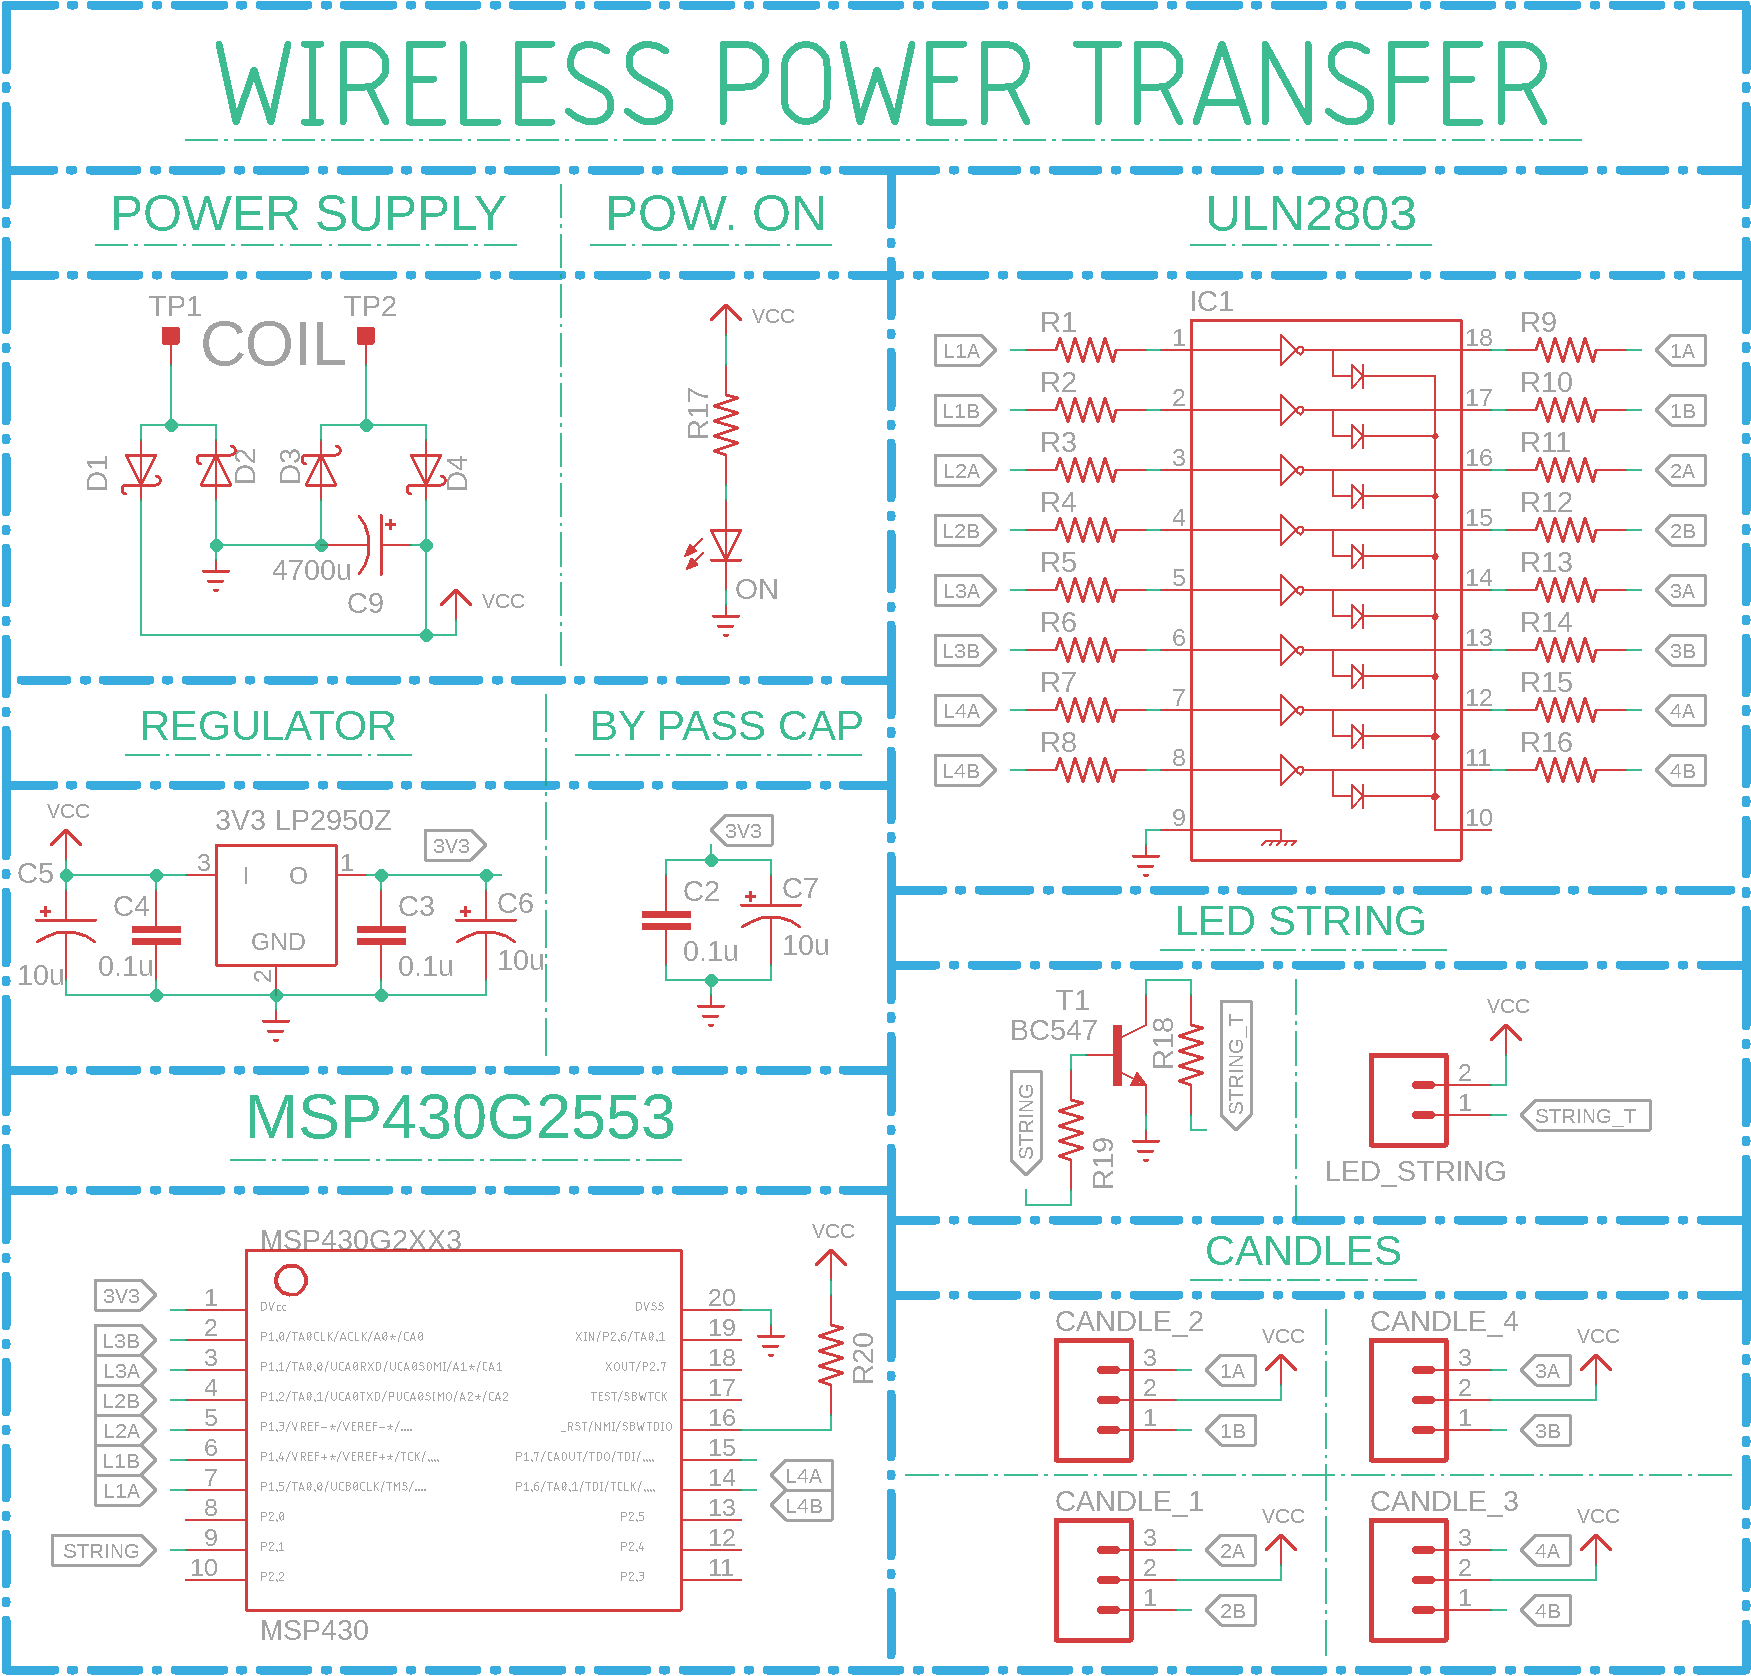 WIRELESS POWER TRANSFER
POWER SUPPLY
POW. ON
TP1
TP2
COIL
D1
D2
D3
D4
4700u
C9
VCC
VCC
R17
ON
REGULATOR
BY PASS CAP
VCC
3V3 LP2950Z
3V3
C5
3
I
O
1
C4
C3
C6
GND
10u
0.1u
2
0.1u
10u
3V3
C2
C7
0.1u
10u
MSP430G2553
MSP430G2XX3
VCC
R20
3V3
1
DVcc
DVSS
20
L3B
2
P1.0/TA0CLK/ACLK/A0*/CA0
XIN/P2.6/TA0.1
19
L3A
3
P1.1/TA0.0/UCA0RXD/UCA0SOMI/A1*/CA1
XOUT/P2.7
18
L2B
4
P1.2/TA0.1/UCA0TXD/PUCA0SIMO/A2*/CA2
TEST/SBWTCK
17
L2A
5
P1.3/VREF-*/VEREF-*/....
_RST/NMI/SBWTDIO
16
L1B
6
P1.4/VREF+*/VEREF+*/TCK/....
P1.7/CAOUT/TDO/TDI/....
15
L4A
L1A
7
P1.5/TA0.0/UCB0CLK/TMS/....
P1.6/TA0.1/TDI/TCLK/....
14
L4B
8
P2.0
P2.5
13
STRING
9
P2.1
P2.4
12
10
P2.2
P2.3
11
MSP430
ULN2803
IC1
L1A
R1
1
18
R9
1A
L1B
R2
2
17
R10
1B
L2A
R3
3
16
R11
2A
L2B
R4
4
15
R12
2B
L3A
R5
5
14
R13
3A
L3B
R6
6
13
R14
3B
L4A
R7
7
12
R15
4A
L4B
R8
8
11
R16
4B
9
10
LED STRING
T1
BC547
R18
STRING_T
STRING
R19
VCC
2
1
STRING_T
LED_STRING
CANDLES
CANDLE_2
VCC
3
1A
2
1
1B
CANDLE_4
VCC
3
3A
2
1
3B
CANDLE_1
VCC
3
2A
2
1
2B
CANDLE_3
VCC
3
4A
2
1
4B